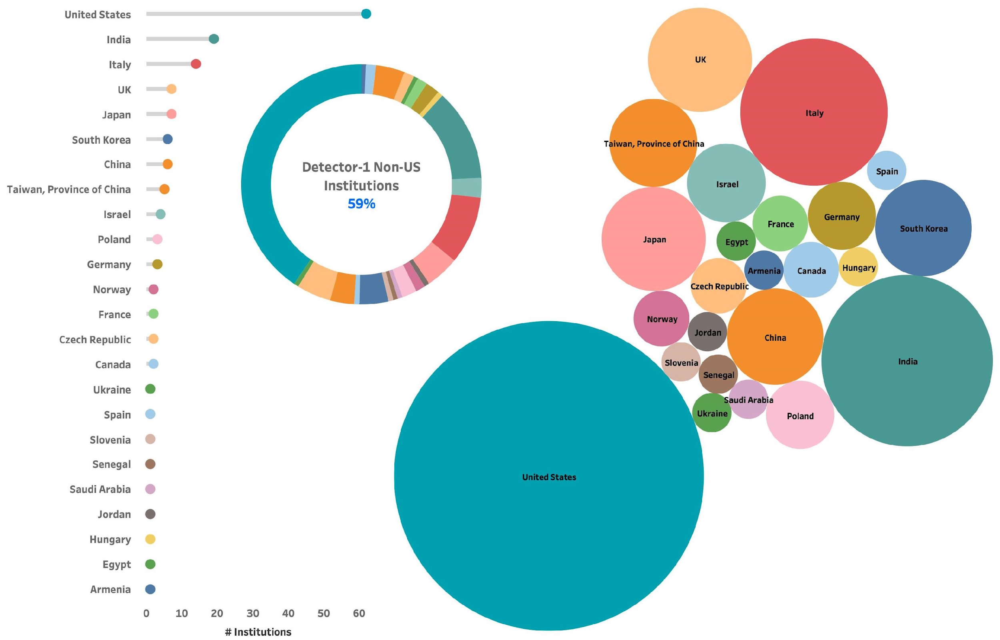 United States
India
Italy
UK
Japan
South Korea
China
Taiwan, Province of China
Israel
Poland
Germany
Norway
France
Czech Republic
Canada
Ukraine
Spain
Slovenia
Senegal
Saudi Arabia
Jordan
Hungary
Egypt
Armenia
0 10 20 30 40 50 60
# Institutions
Detector-1 Non-US
Institutions
59%
UK
Italy
Taiwan, Province of China
Spain
Israel
Germany
France
South Korea
Japan
Egypt
Hungary
Armenia
Canada
Czech Republic
Norway
Jordan
China
India
Slovenia
Senegal
Saudi Arabia
Ukraine
Poland
United States